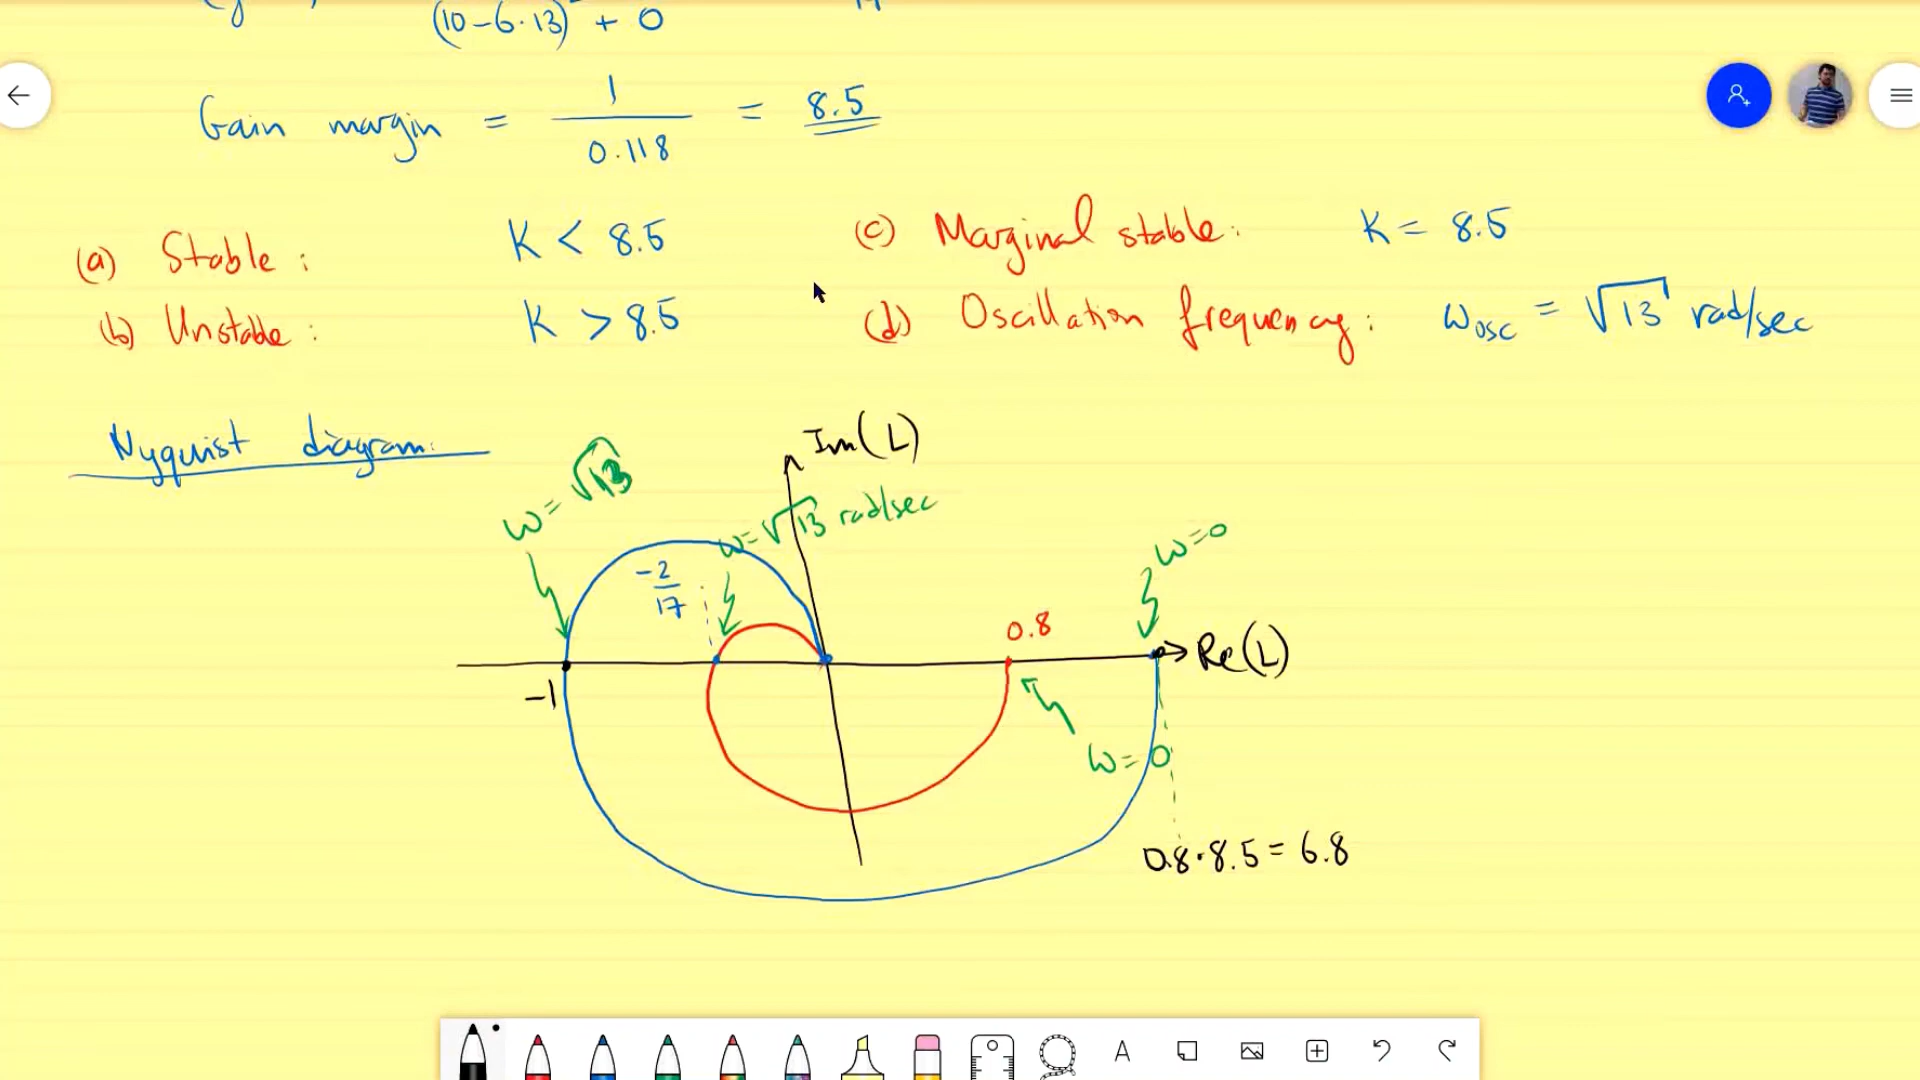 (10-6·13)² + 0
Gain margin = 1 / 0.118 = 8.5
(a) Stable: K < 8.5
(b) Unstable: K > 8.5
(c) Marginal stable: K = 8.5
(d) Oscillation frequency: ω_osc = √13 rad/sec
Nyquist diagram:
Im(L)
ω = √13
ω = √13 rad/sec
-2/17
ω=0
0.8
Re(L)
-1
ω = 0
0.8·8.5 = 6.8
A